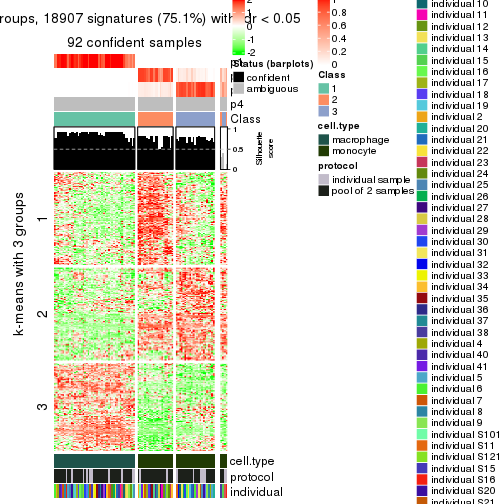 roups, 18907 signatures (75.1%) with
dr < 0.05
92 confident samples
p4
Class
1
0.5
0
Silhouette
score
k-means with 3 groups
1
2
3
cell.type
protocol
individual
2
-1
-2
Status (barplots)
confident
ambiguous
0.8
0.6
0.4
0.2
0
Class
1
2
3
cell.type
macrophage
monocyte
protocol
individual sample
pool of 2 samples
individual 10
individual 11
individual 12
individual 13
individual 14
individual 15
individual 16
individual 17
individual 18
individual 19
individual 2
individual 20
individual 21
individual 22
individual 23
individual 24
individual 25
individual 26
individual 27
individual 28
individual 29
individual 30
individual 31
individual 32
individual 33
individual 34
individual 35
individual 36
individual 37
individual 38
individual 4
individual 40
individual 41
individual 5
individual 6
individual 7
individual 8
individual 9
individual S101
individual S11
individual S121
individual S15
individual S16
individual S20
individual S21